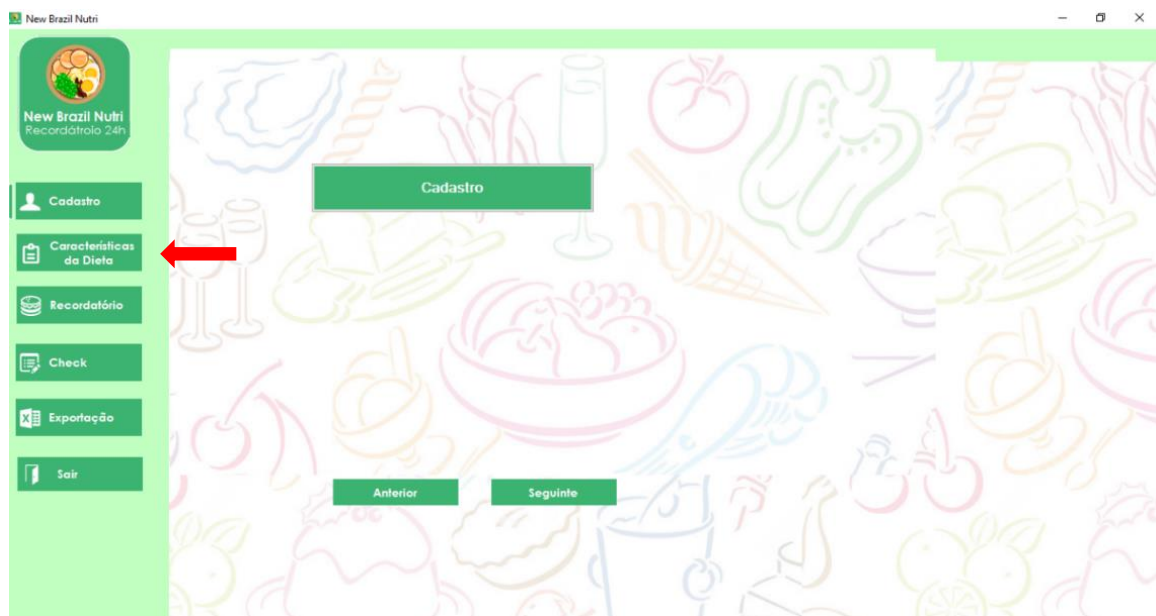 New Brazil Nutri
New Brazil Nutri
Recordátroio 24h
Cadastro
Características
da Dieta
Recordatório
Check
Exportação
Sair
Cadastro
Anterior
Seguinte